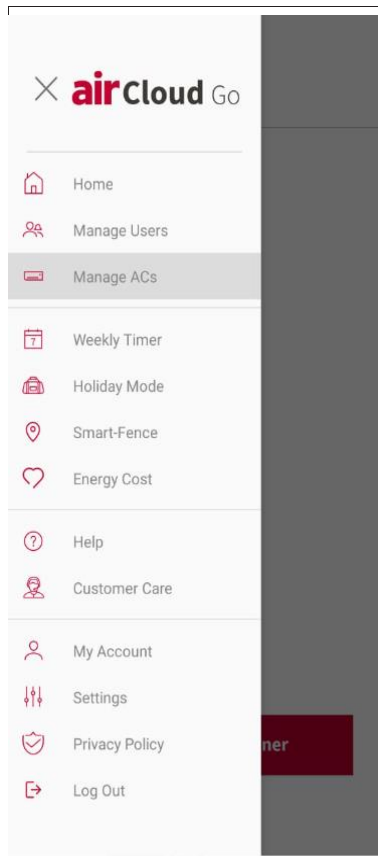 airCloud Go
Home
Manage Users
Manage ACs
7
Weekly Timer
Holiday Mode
Smart-Fence
Energy Cost
?
Help
Customer Care
My Account
Settings
Privacy Policy
ner
Log Out